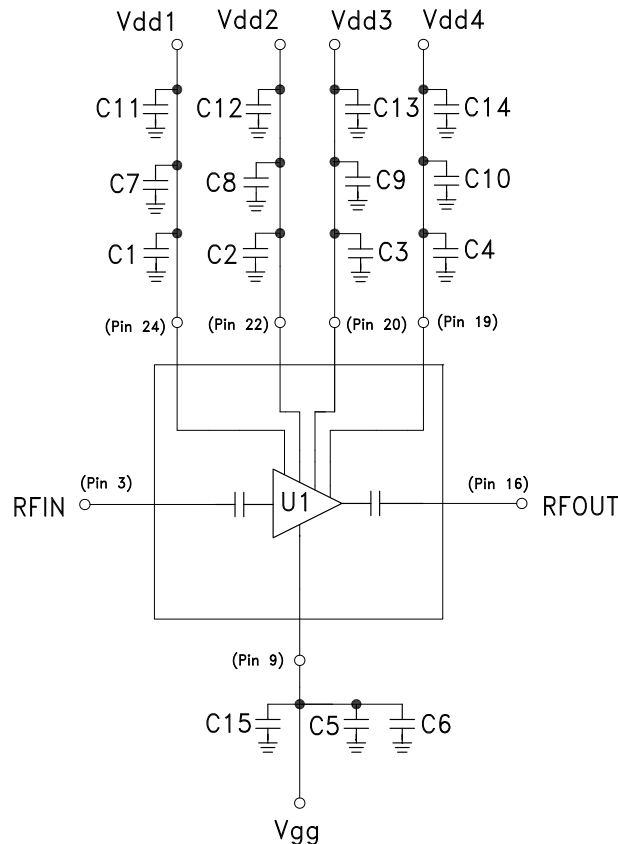 Vdd1 Vdd2 Vdd3 Vdd4
C11 C12 C13 C14
C7 C8 C9 C10
C1 C2 C3 C4
(Pin 24) (Pin 22) (Pin 20) (Pin 19)
(Pin 3) (Pin 16)
RFIN U1 RFOUT
(Pin 9)
C15 C5 C6
Vgg